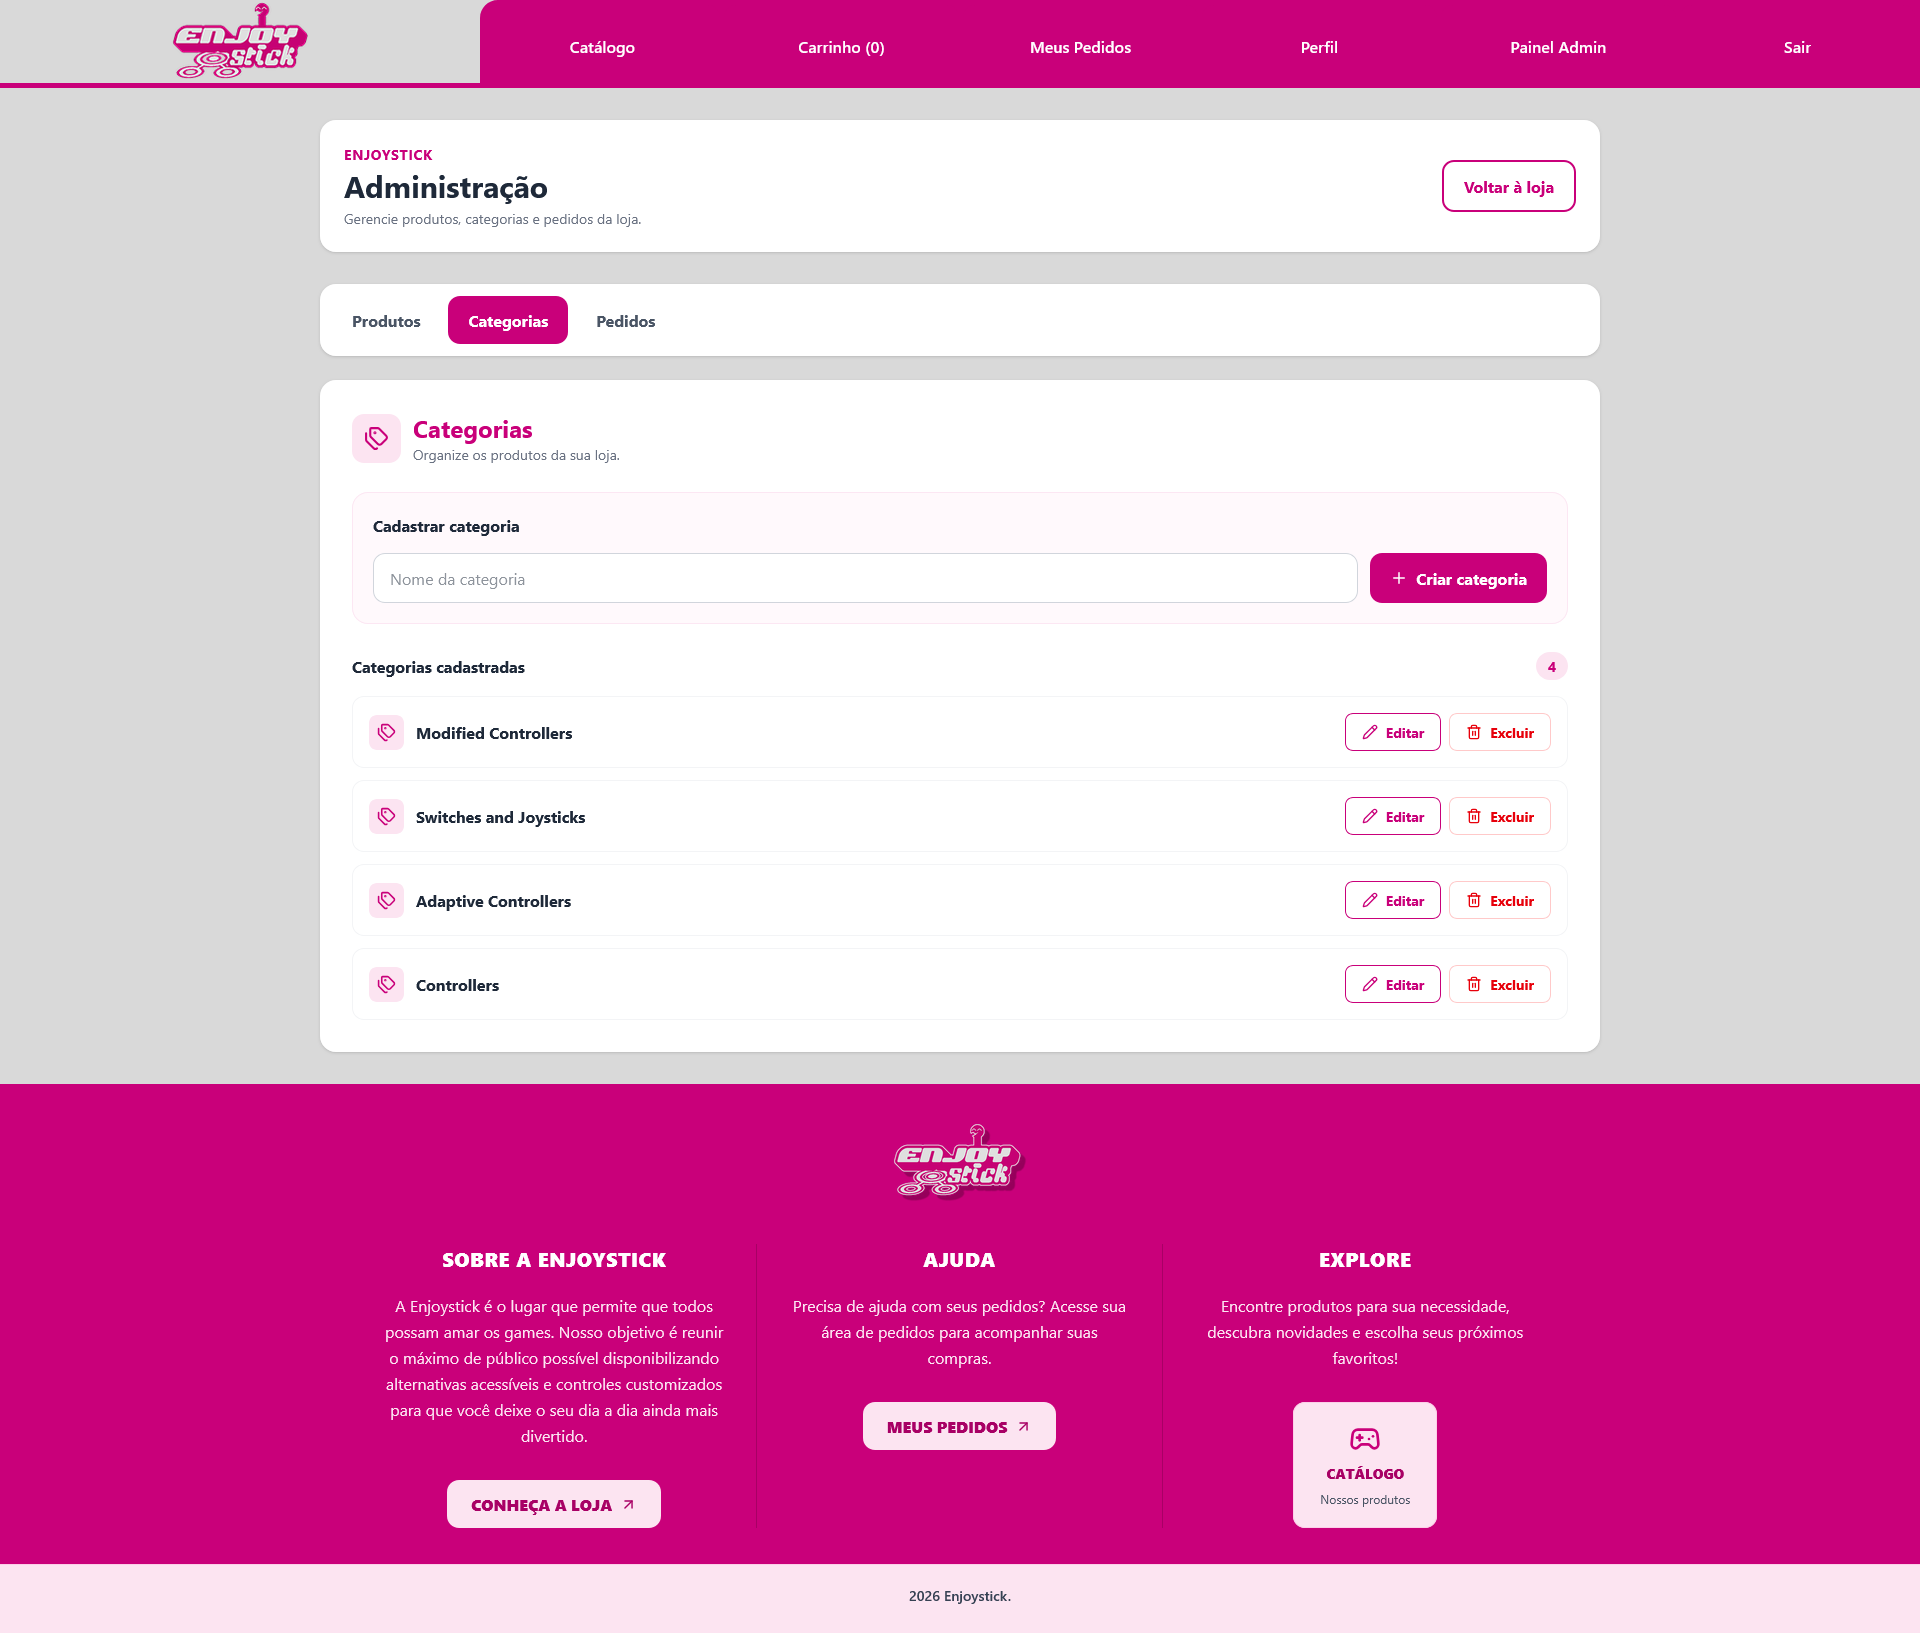 ENJOY
stick
Catálogo
Carrinho (0)
Meus Pedidos
Perfil
Painel Admin
Sair
ENJOYSTICK
Administração
Gerencie produtos, categorias e pedidos da loja.
Voltar à loja
Produtos
Categorias
Pedidos
Categorias
Organize os produtos da sua loja.
Cadastrar categoria
Nome da categoria
Criar categoria
Categorias cadastradas
4
Modified Controllers
Editar
Excluir
Switches and Joysticks
Editar
Excluir
Adaptive Controllers
Editar
Excluir
Controllers
Editar
Excluir
ENJOY
stick
SOBRE A ENJOYSTICK
A Enjoystick é o lugar que permite que todos
possam amar os games. Nosso objetivo é reunir
o máximo de público possível disponibilizando
alternativas acessíveis e controles customizados
para que você deixe o seu dia a dia ainda mais
divertido.
CONHEÇA A LOJA
AJUDA
Precisa de ajuda com seus pedidos? Acesse sua
área de pedidos para acompanhar suas
compras.
MEUS PEDIDOS
EXPLORE
Encontre produtos para sua necessidade,
descubra novidades e escolha seus próximos
favoritos!
CATÁLOGO
Nossos produtos
2026 Enjoystick.